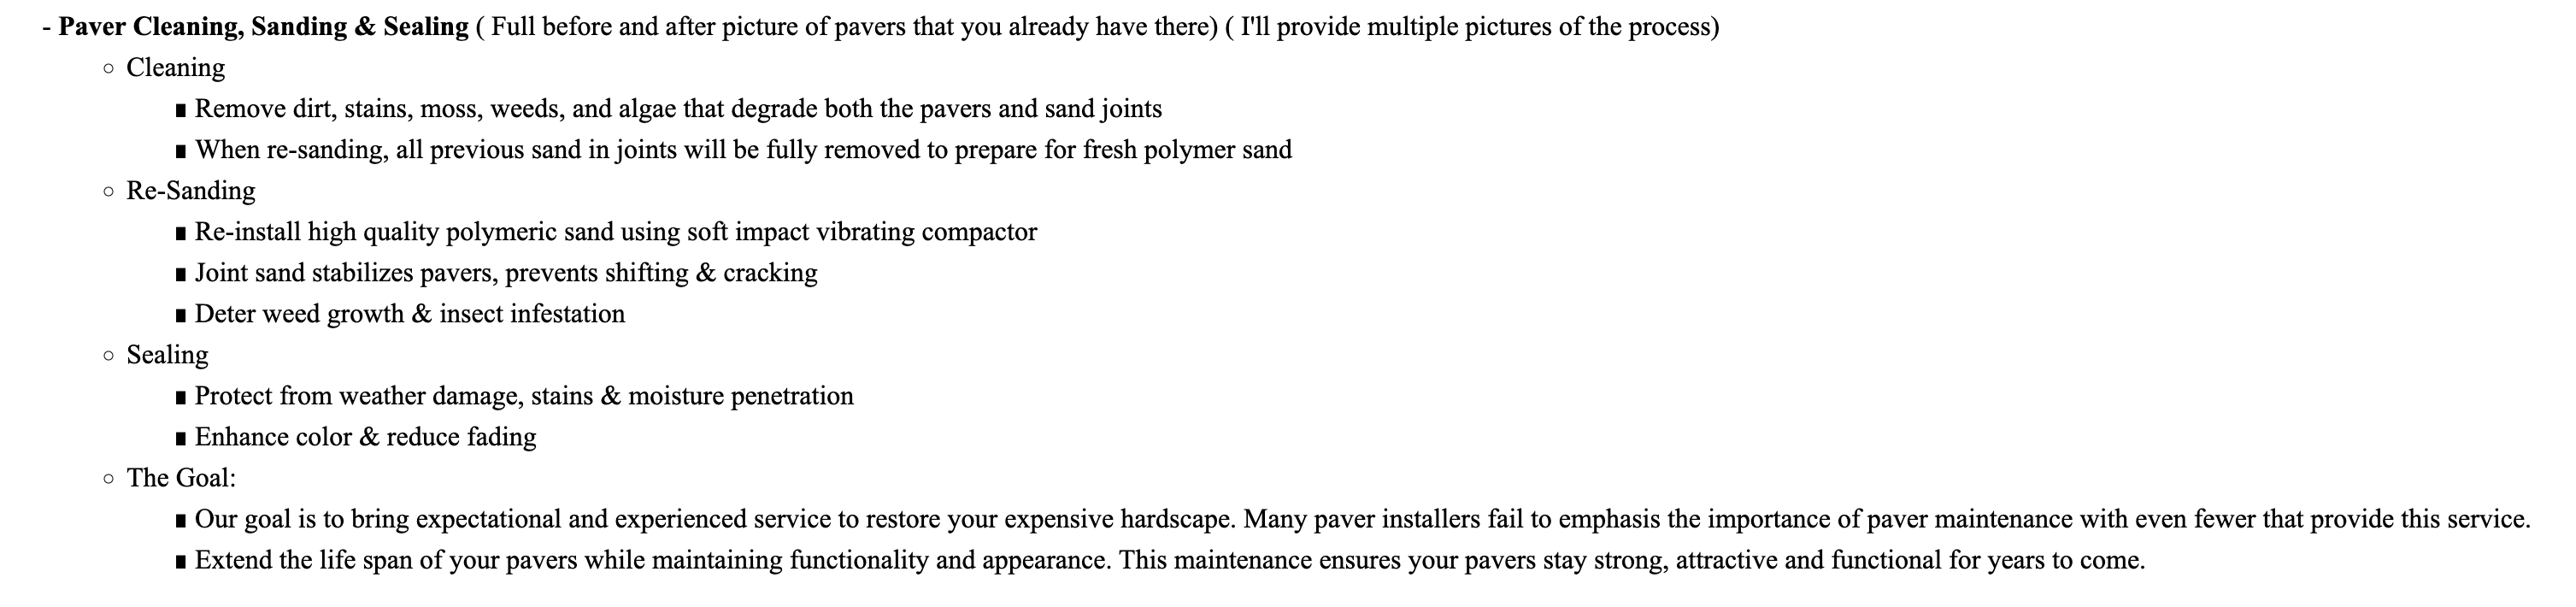 - Paver Cleaning, Sanding & Sealing ( Full before and after picture of pavers that you already have there) ( I'll provide multiple pictures of the process)
○ Cleaning
■ Remove dirt, stains, moss, weeds, and algae that degrade both the pavers and sand joints
■ When re-sanding, all previous sand in joints will be fully removed to prepare for fresh polymer sand
○ Re-Sanding
■ Re-install high quality polymeric sand using soft impact vibrating compactor
■ Joint sand stabilizes pavers, prevents shifting & cracking
■ Deter weed growth & insect infestation
○ Sealing
■ Protect from weather damage, stains & moisture penetration
■ Enhance color & reduce fading
○ The Goal:
■ Our goal is to bring expectational and experienced service to restore your expensive hardscape. Many paver installers fail to emphasis the importance of paver maintenance with even fewer that provide this service.
■ Extend the life span of your pavers while maintaining functionality and appearance. This maintenance ensures your pavers stay strong, attractive and functional for years to come.